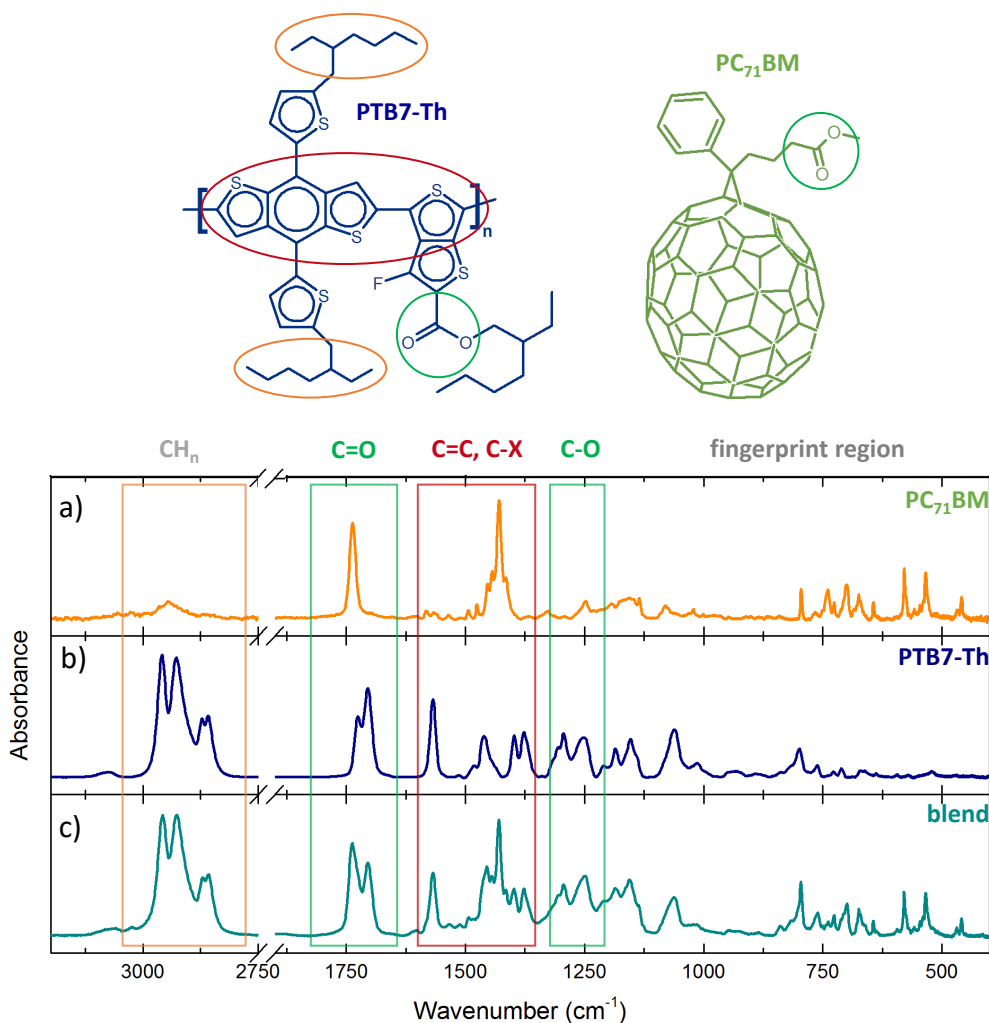 PTB7-Th
PC71BM
S
S
S
S
S
S
F
O
O
n
O
O
CHn
C=O
C=C, C-X
C-O
fingerprint region
a)
PC71BM
b)
PTB7-Th
c)
blend
Absorbance
3000
2750
1750
1500
1250
1000
750
500
Wavenumber (cm-1)